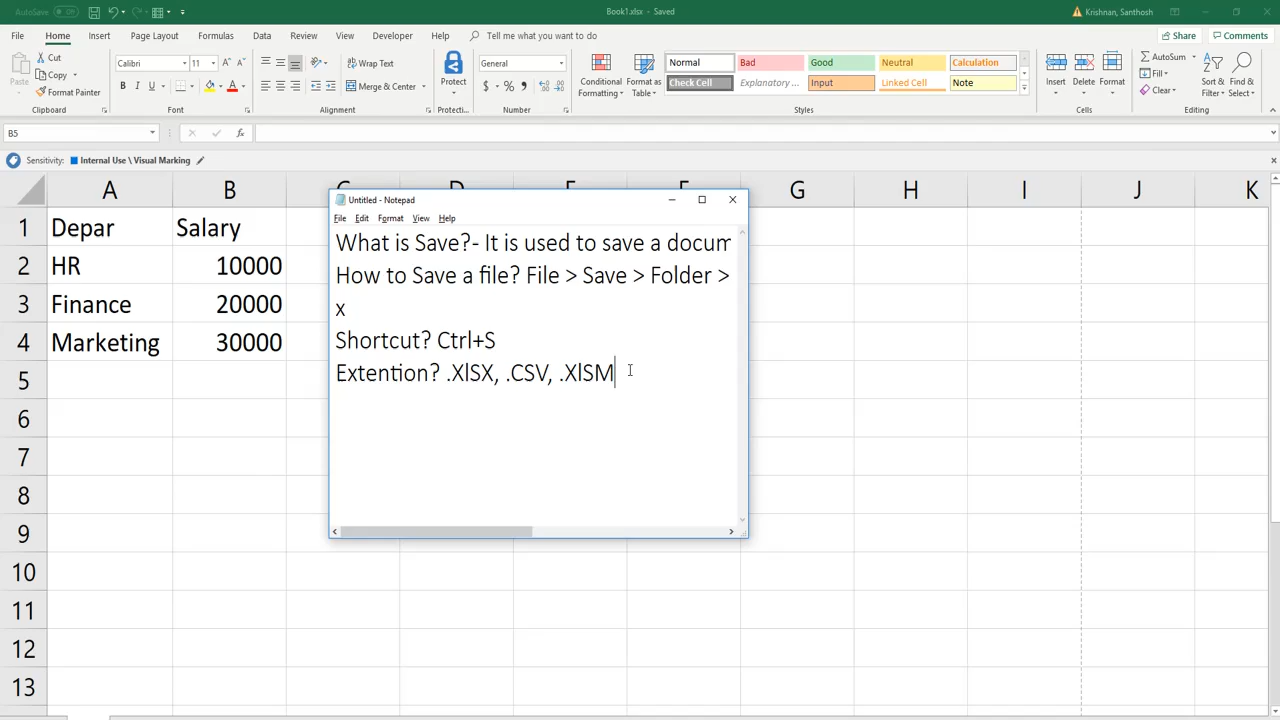 AutoSave Off
Book1.xlsx - Saved
Krishnan, Santhosh
File Home Insert Page Layout Formulas Data Review View Developer Help Tell me what you want to do
Share Comments
Paste
Cut
Copy
Format Painter
Clipboard
Calibri 11
B I U
Font
Wrap Text
Merge & Center
Alignment
Protect
Protecti...
General
$ %
Number
Conditional Formatting
Format as Table
Normal Bad Good Neutral Calculation
Check Cell Explanatory ... Input Linked Cell Note
Styles
Insert Delete Format
Cells
AutoSum
Fill
Clear
Sort & Filter
Find & Select
Editing
B5
fx
Sensitivity: Internal Use \ Visual Marking
A B C D E F G H I J K
1 Depar Salary
2 HR 10000
3 Finance 20000
4 Marketing 30000
5
6
7
8
9
10
11
12
13
Untitled - Notepad
File Edit Format View Help
What is Save?- It is used to save a docum
How to Save a file? File > Save > Folder >
x
Shortcut? Ctrl+S
Extention? .XlSX, .CSV, .XlSM